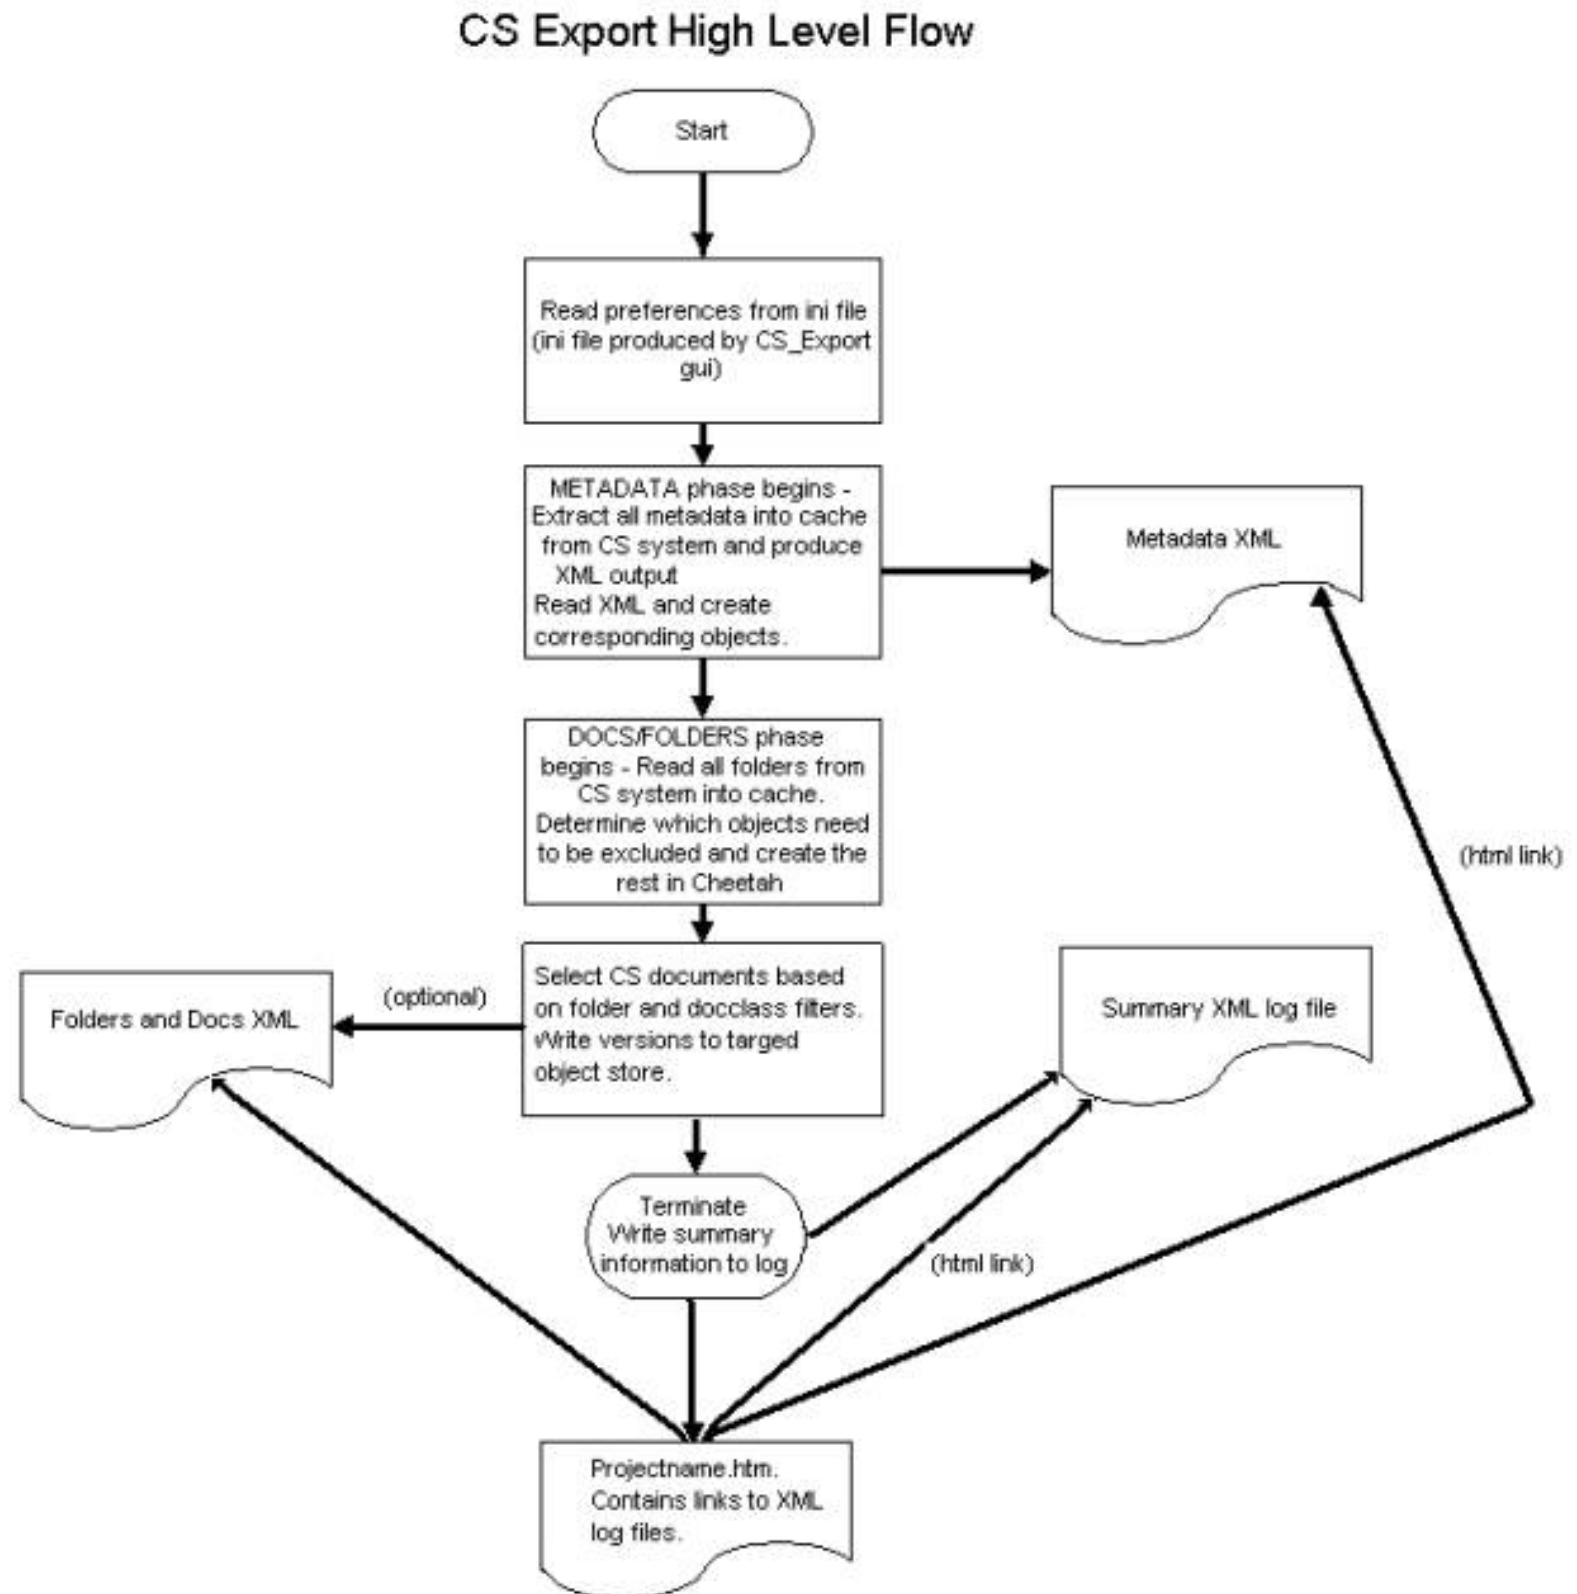 CS Export High Level Flow
Start
Read preferences from ini file
(ini file produced by CS_Export
gui)
METADATA phase begins -
Extract all metadata into cache
from CS system and produce
XML output
Read XML and create
corresponding objects.
Metadata XML
DOCS/FOLDERS phase
begins - Read all folders from
CS system into cache.
Determine which objects need
to be excluded and create the
rest in Cheetah
(html link)
Select CS documents based
on folder and docclass filters.
Write versions to targed
object store.
(optional)
Folders and Docs XML
Summary XML log file
Terminate
Write summary
information to log
(html link)
Projectname.htm.
Contains links to XML
log files.